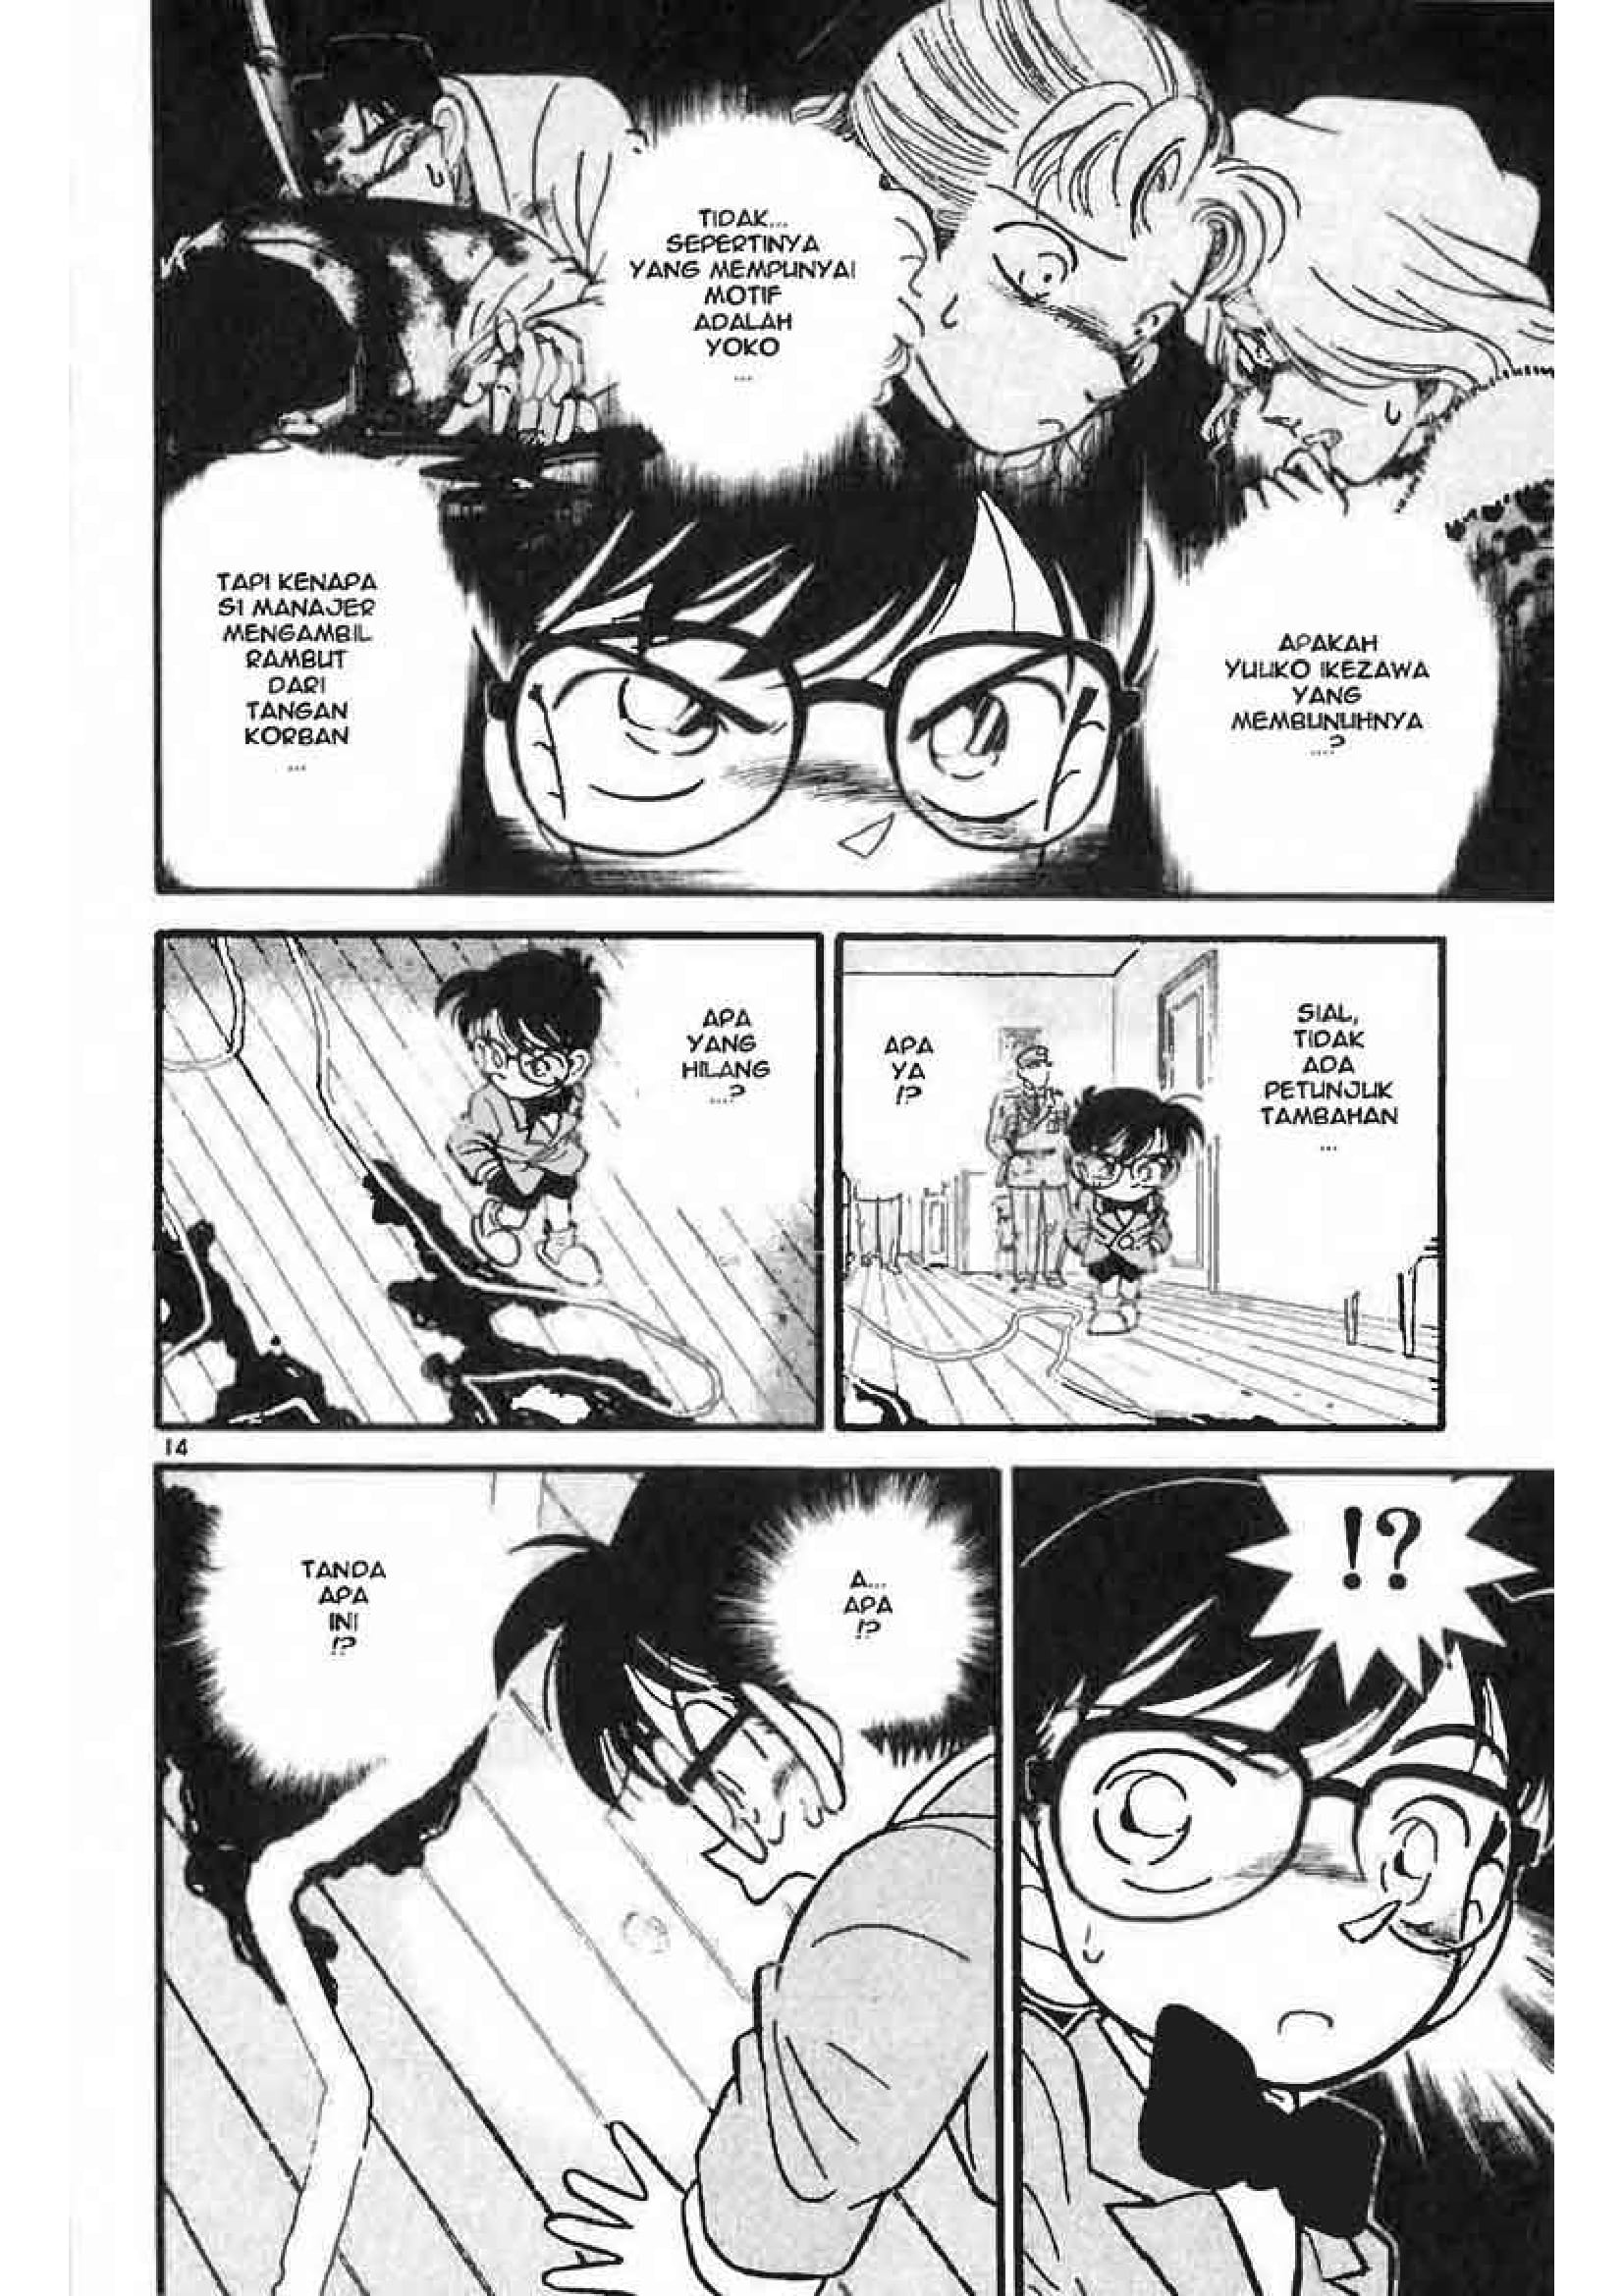 APAKAH
YUUKO IKEZAWA
YANG
MEMBUNUHNYA
....?
TIDAK...
SEPERTINYA
YANG MEMPUNYAI
MOTIF
ADALAH
YOKO
...
TAPI KENAPA
SI MANAJER
MENGAMBIL
RAMBUT
DARI
TANGAN
KORBAN
...
SIAL,
TIDAK
ADA
PETUNJUK
TAMBAHAN
...
APA
YA
!?
APA
YANG
HILANG
....?
14
!?
A...
APA
!?
TANDA
APA
INI
!?